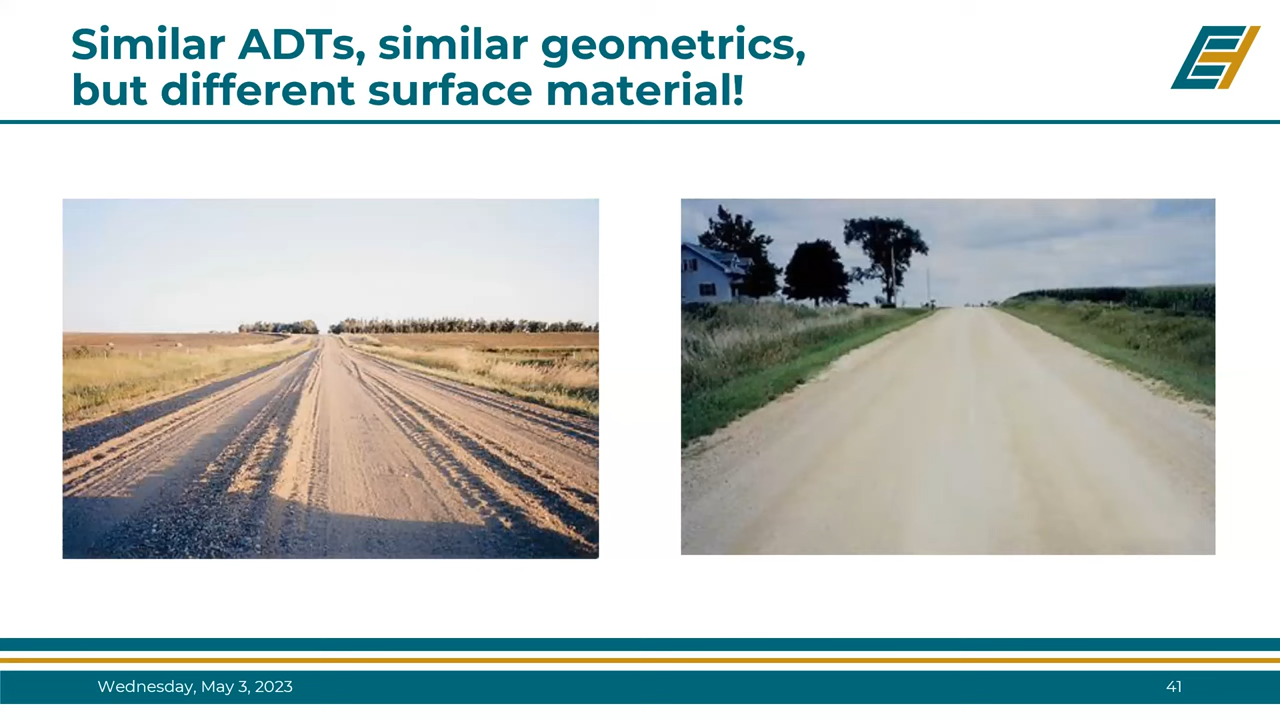 Similar ADTs, similar geometrics,
but different surface material!
Wednesday, May 3, 2023
41